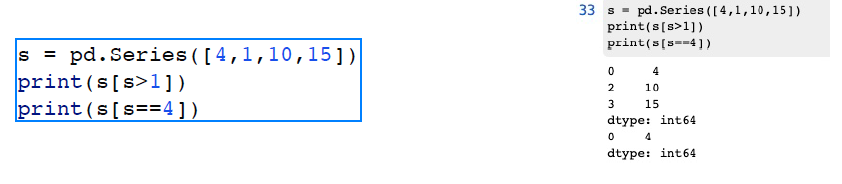 s = pd.Series([4,1,10,15])
print(s[s>1])
print(s[s==4])
33 s = pd.Series([4,1,10,15])
print(s[s>1])
print(s[s==4])
0 4
2 10
3 15
dtype: int64
0 4
dtype: int64